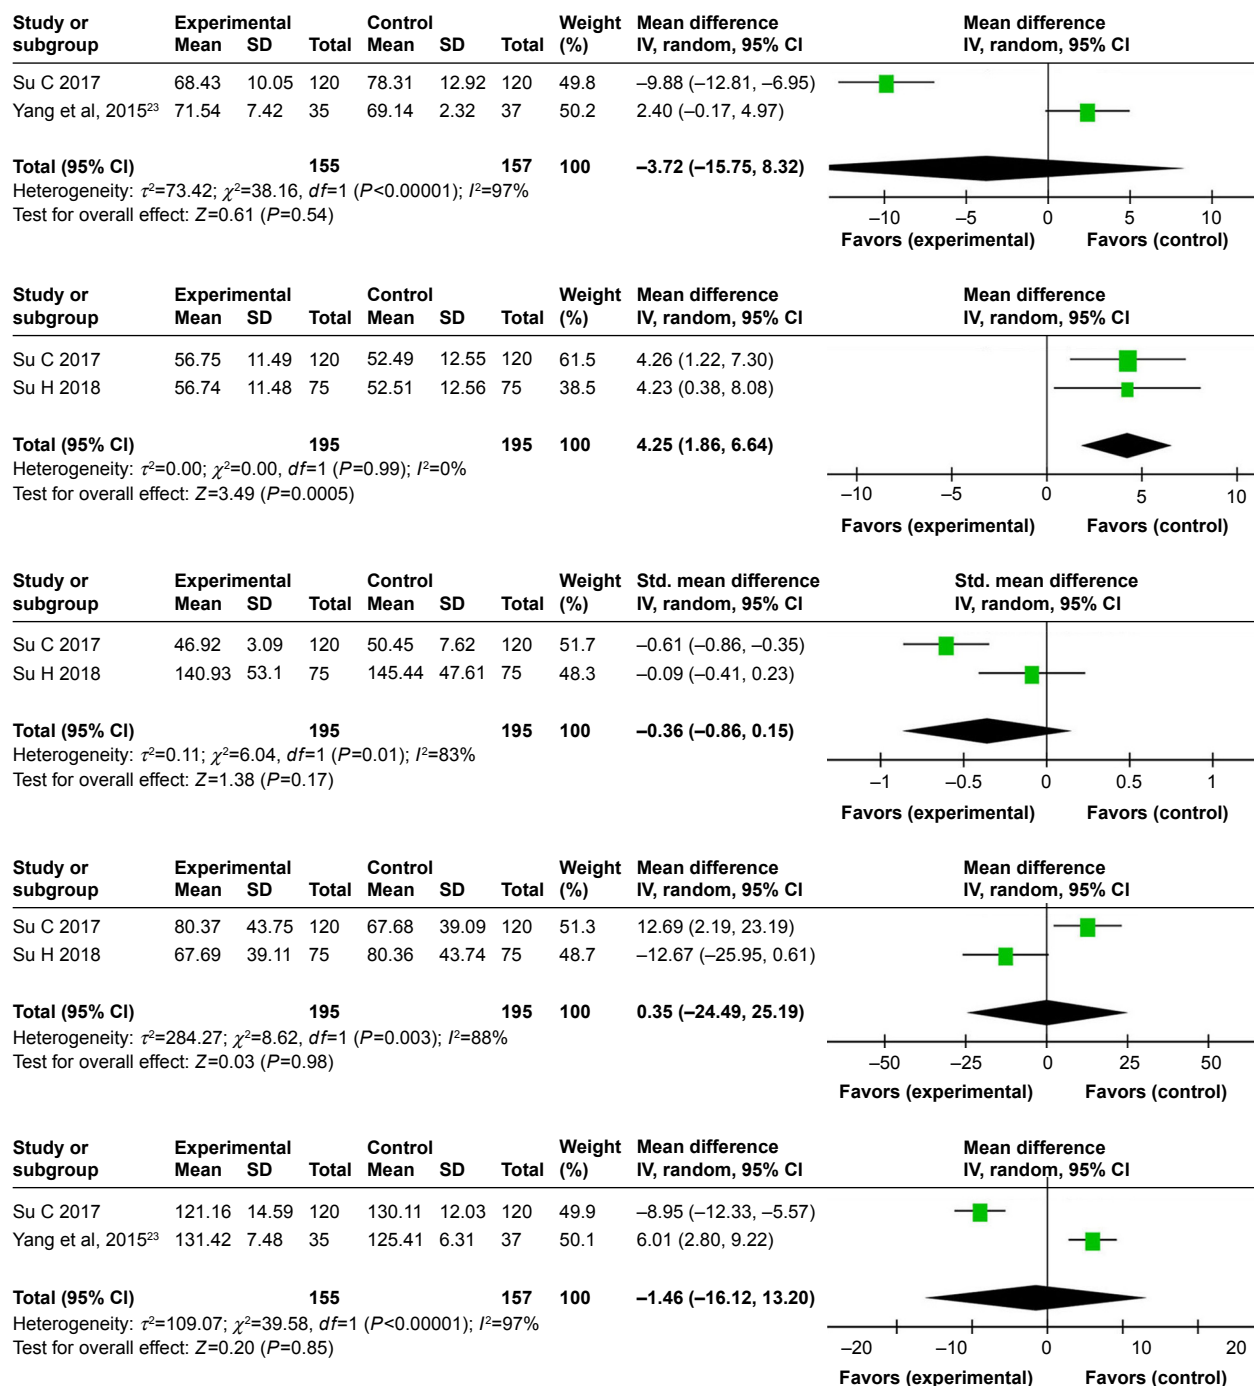 Study or Experimental Control Weight Mean difference Mean difference
subgroup Mean SD Total Mean SD Total (%) IV, random, 95% CI IV, random, 95% CI
Su C 2017 68.43 10.05 120 78.31 12.92 120 49.8 −9.88 (−12.81, −6.95)
Yang et al, 2015²³ 71.54 7.42 35 69.14 2.32 37 50.2 2.40 (−0.17, 4.97)
Total (95% CI) 155 157 100 −3.72 (−15.75, 8.32)
Heterogeneity: τ²=73.42; χ²=38.16, df=1 (P<0.00001); I²=97%
Test for overall effect: Z=0.61 (P=0.54)
−10 −5 0 5 10
Favors (experimental) Favors (control)
Study or Experimental Control Weight Mean difference Mean difference
subgroup Mean SD Total Mean SD Total (%) IV, random, 95% CI IV, random, 95% CI
Su C 2017 56.75 11.49 120 52.49 12.55 120 61.5 4.26 (1.22, 7.30)
Su H 2018 56.74 11.48 75 52.51 12.56 75 38.5 4.23 (0.38, 8.08)
Total (95% CI) 195 195 100 4.25 (1.86, 6.64)
Heterogeneity: τ²=0.00; χ²=0.00, df=1 (P=0.99); I²=0%
Test for overall effect: Z=3.49 (P=0.0005)
−10 −5 0 5 10
Favors (experimental) Favors (control)
Study or Experimental Control Weight Std. mean difference Std. mean difference
subgroup Mean SD Total Mean SD Total (%) IV, random, 95% CI IV, random, 95% CI
Su C 2017 46.92 3.09 120 50.45 7.62 120 51.7 −0.61 (−0.86, −0.35)
Su H 2018 140.93 53.1 75 145.44 47.61 75 48.3 −0.09 (−0.41, 0.23)
Total (95% CI) 195 195 100 −0.36 (−0.86, 0.15)
Heterogeneity: τ²=0.11; χ²=6.04, df=1 (P=0.01); I²=83%
Test for overall effect: Z=1.38 (P=0.17)
−1 −0.5 0 0.5 1
Favors (experimental) Favors (control)
Study or Experimental Control Weight Mean difference Mean difference
subgroup Mean SD Total Mean SD Total (%) IV, random, 95% CI IV, random, 95% CI
Su C 2017 80.37 43.75 120 67.68 39.09 120 51.3 12.69 (2.19, 23.19)
Su H 2018 67.69 39.11 75 80.36 43.74 75 48.7 −12.67 (−25.95, 0.61)
Total (95% CI) 195 195 100 0.35 (−24.49, 25.19)
Heterogeneity: τ²=284.27; χ²=8.62, df=1 (P=0.003); I²=88%
Test for overall effect: Z=0.03 (P=0.98)
−50 −25 0 25 50
Favors (experimental) Favors (control)
Study or Experimental Control Weight Mean difference Mean difference
subgroup Mean SD Total Mean SD Total (%) IV, random, 95% CI IV, random, 95% CI
Su C 2017 121.16 14.59 120 130.11 12.03 120 49.9 −8.95 (−12.33, −5.57)
Yang et al, 2015²³ 131.42 7.48 35 125.41 6.31 37 50.1 6.01 (2.80, 9.22)
Total (95% CI) 155 157 100 −1.46 (−16.12, 13.20)
Heterogeneity: τ²=109.07; χ²=39.58, df=1 (P<0.00001); I²=97%
Test for overall effect: Z=0.20 (P=0.85)
−20 −10 0 10 20
Favors (experimental) Favors (control)